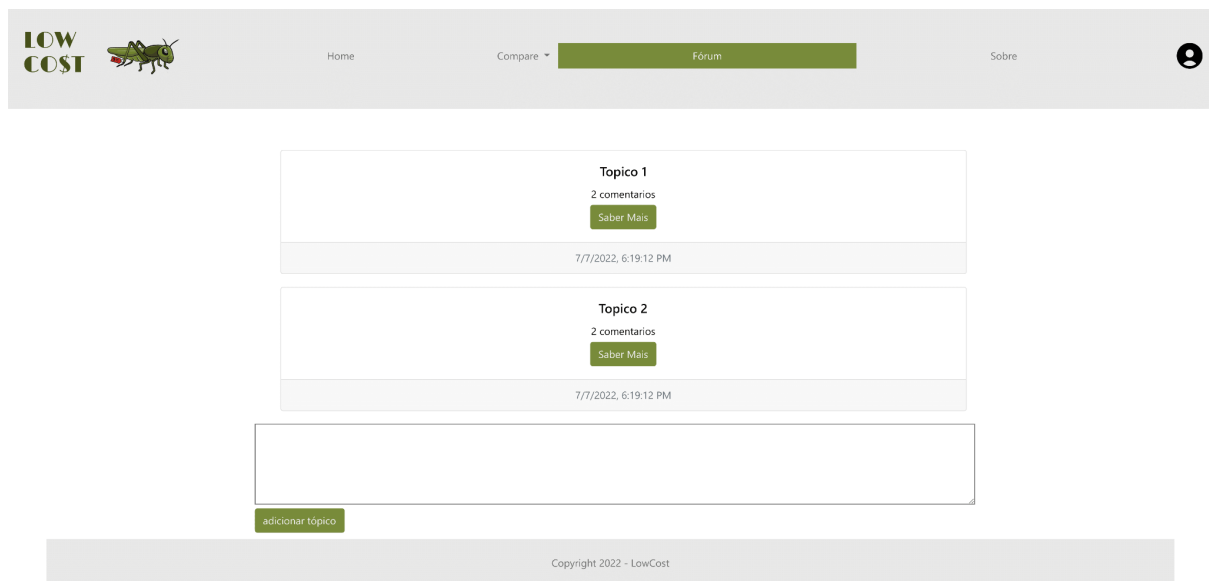 LOW
CO$T
Home
Compare
Fórum
Sobre
Topico 1
2 comentarios
Saber Mais
7/7/2022, 6:19:12 PM
Topico 2
2 comentarios
Saber Mais
7/7/2022, 6:19:12 PM
adicionar tópico
Copyright 2022 - LowCost